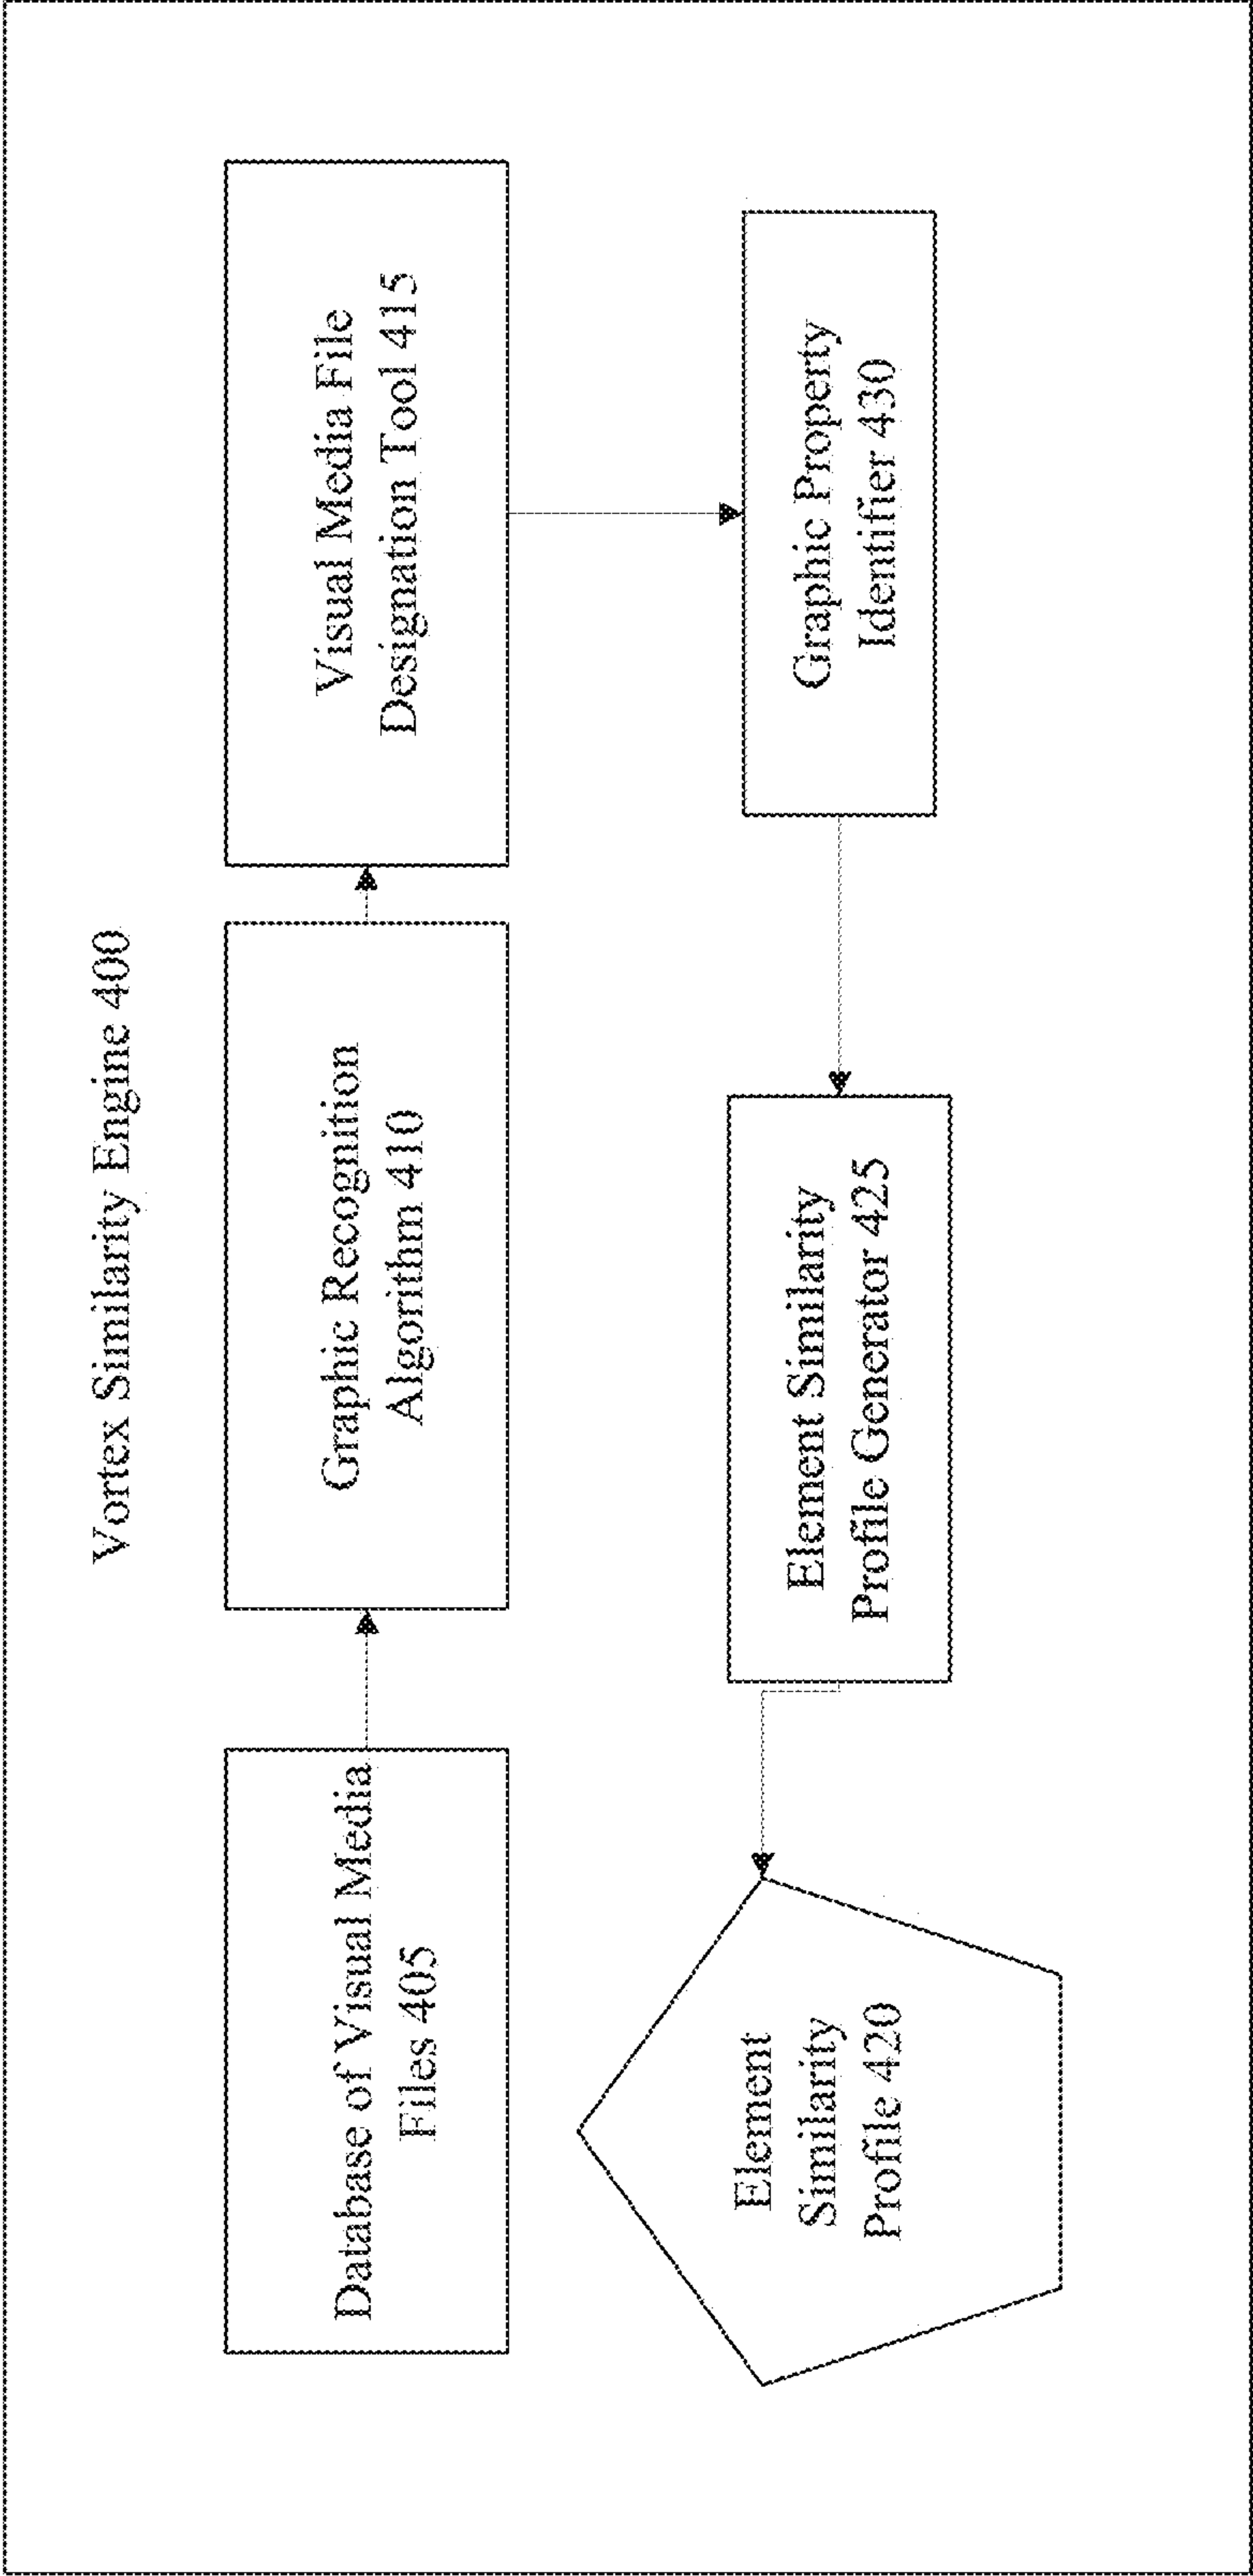 Vortex Similarity Engine 400
Database of Visual Media
Files 405
Graphic Recognition
Algorithm 410
Visual Media File
Designation Tool 415
Element
Similarity
Profile 420
Element Similarity
Profile Generator 425
Graphic Property
Identifier 430